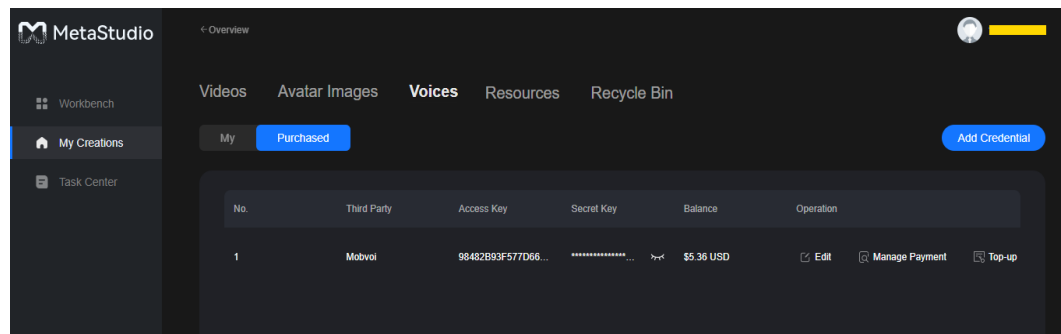 MetaStudio
← Overview
Workbench
My Creations
Task Center
Videos Avatar Images Voices Resources Recycle Bin
My Purchased
Add Credential
No. Third Party Access Key Secret Key Balance Operation
1 Mobvoi 98482B93F577D66... ***************... $5.36 USD Edit Manage Payment Top-up